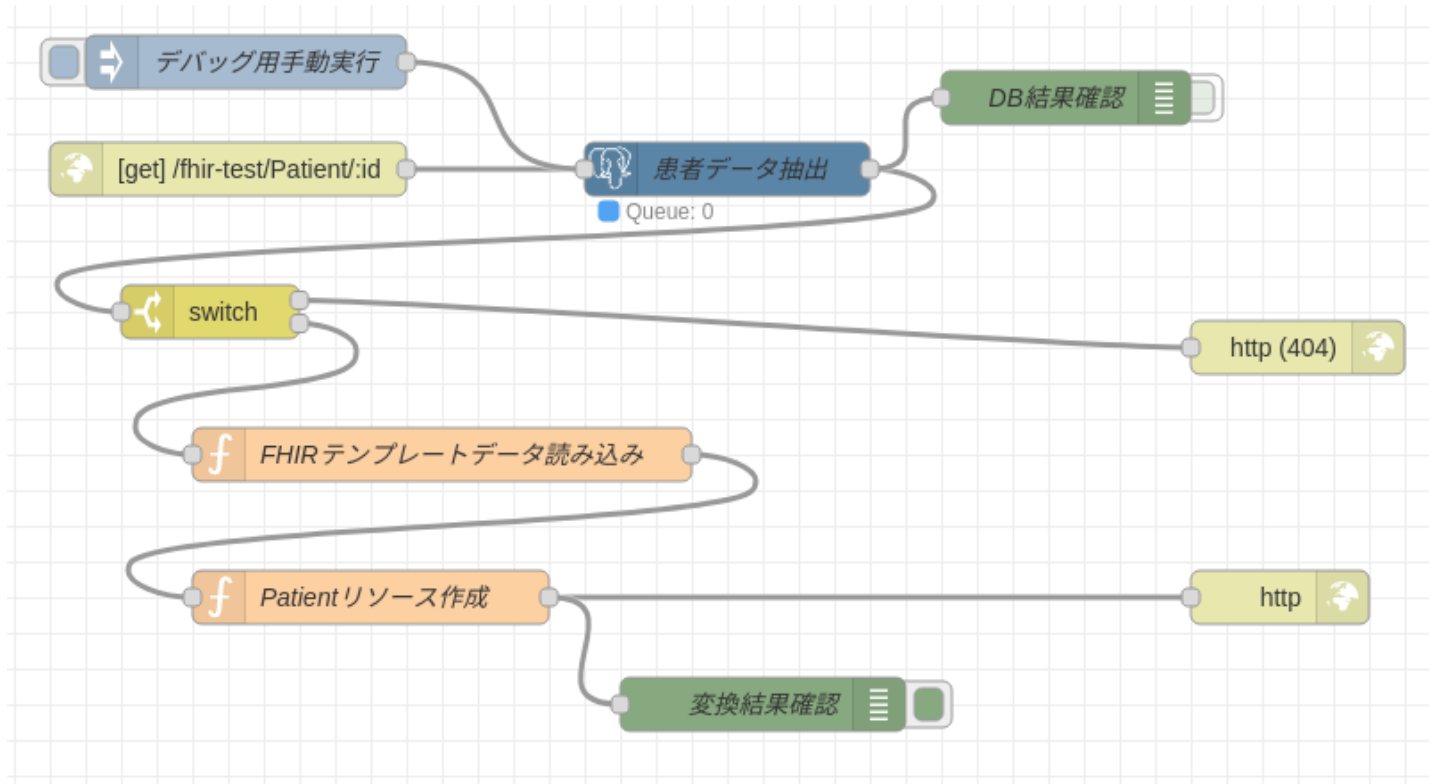 デバッグ用手動実行
DB結果確認
[get] /fhir-test/Patient/:id
患者データ抽出
Queue: 0
switch
http (404)
FHIRテンプレートデータ読み込み
Patientリソース作成
http
変換結果確認